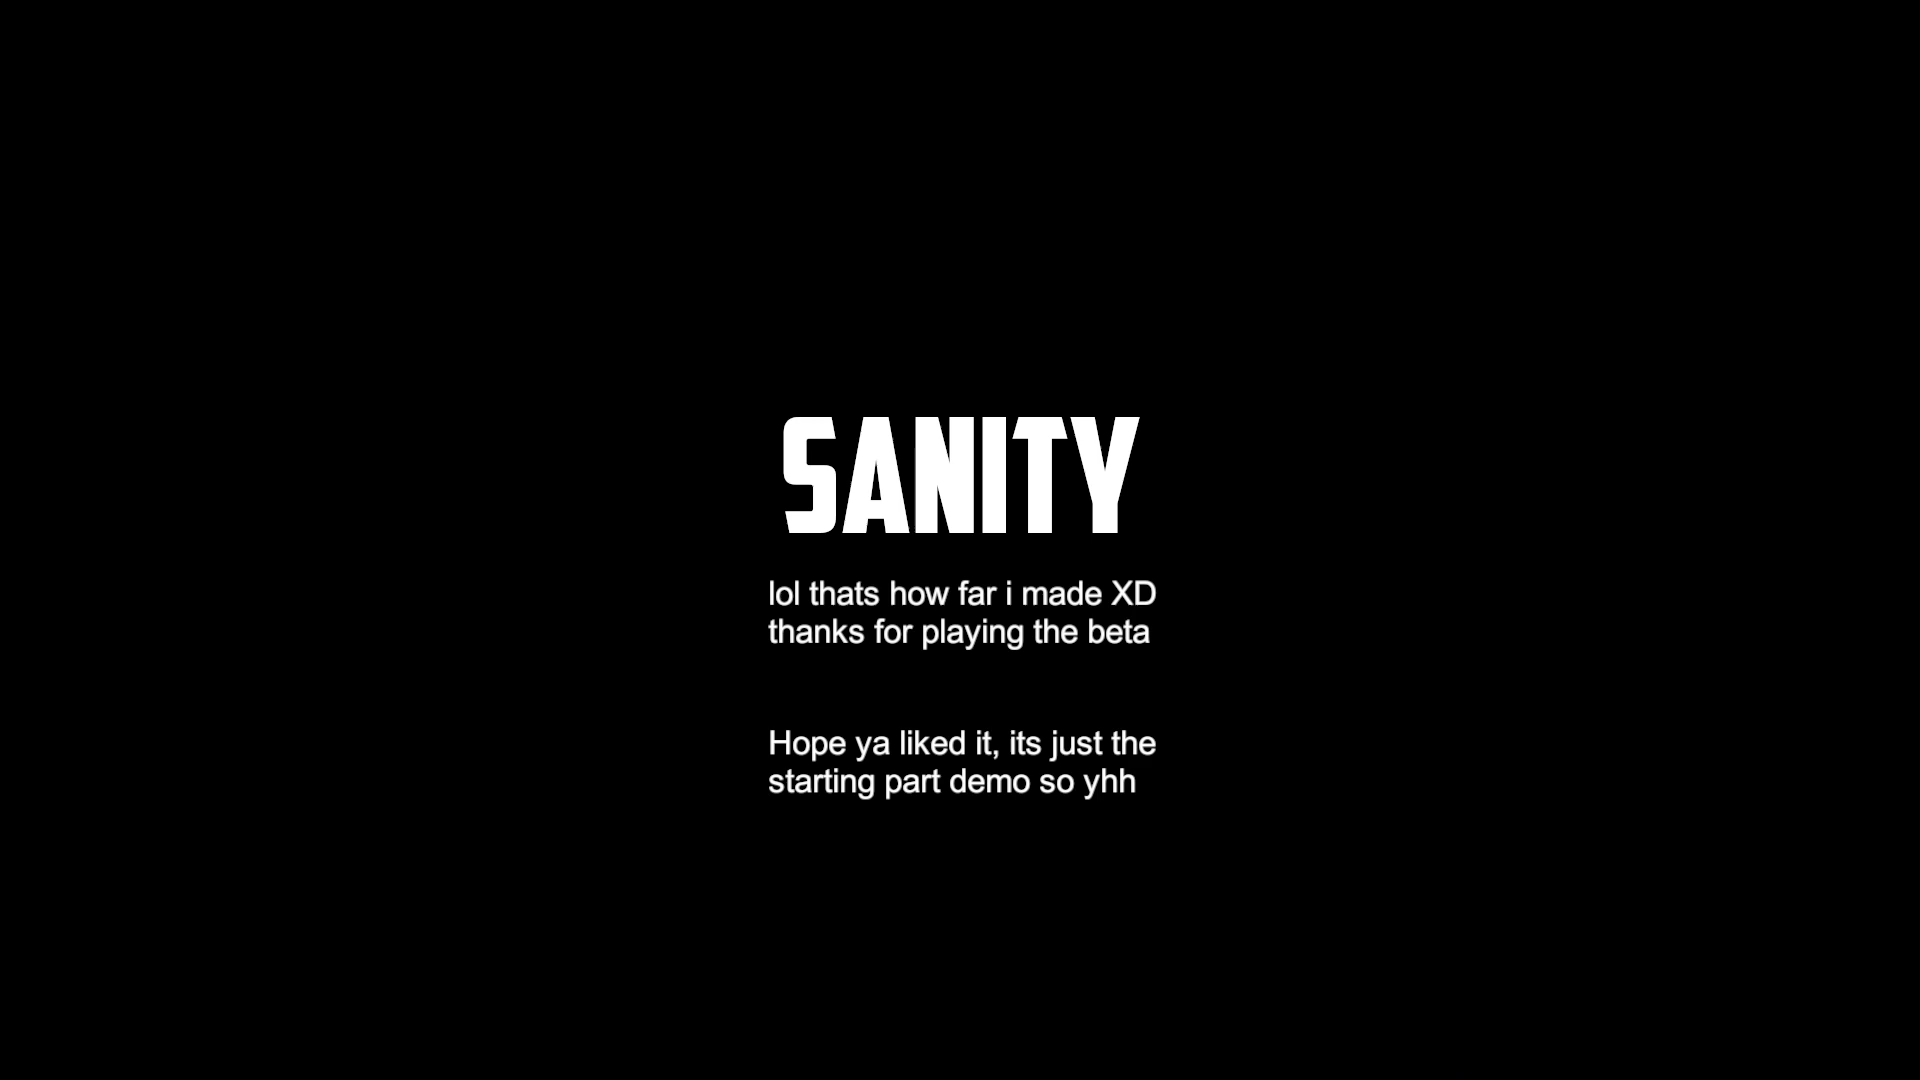 SANITY
lol thats how far i made XD
thanks for playing the beta
Hope ya liked it, its just the
starting part demo so yhh